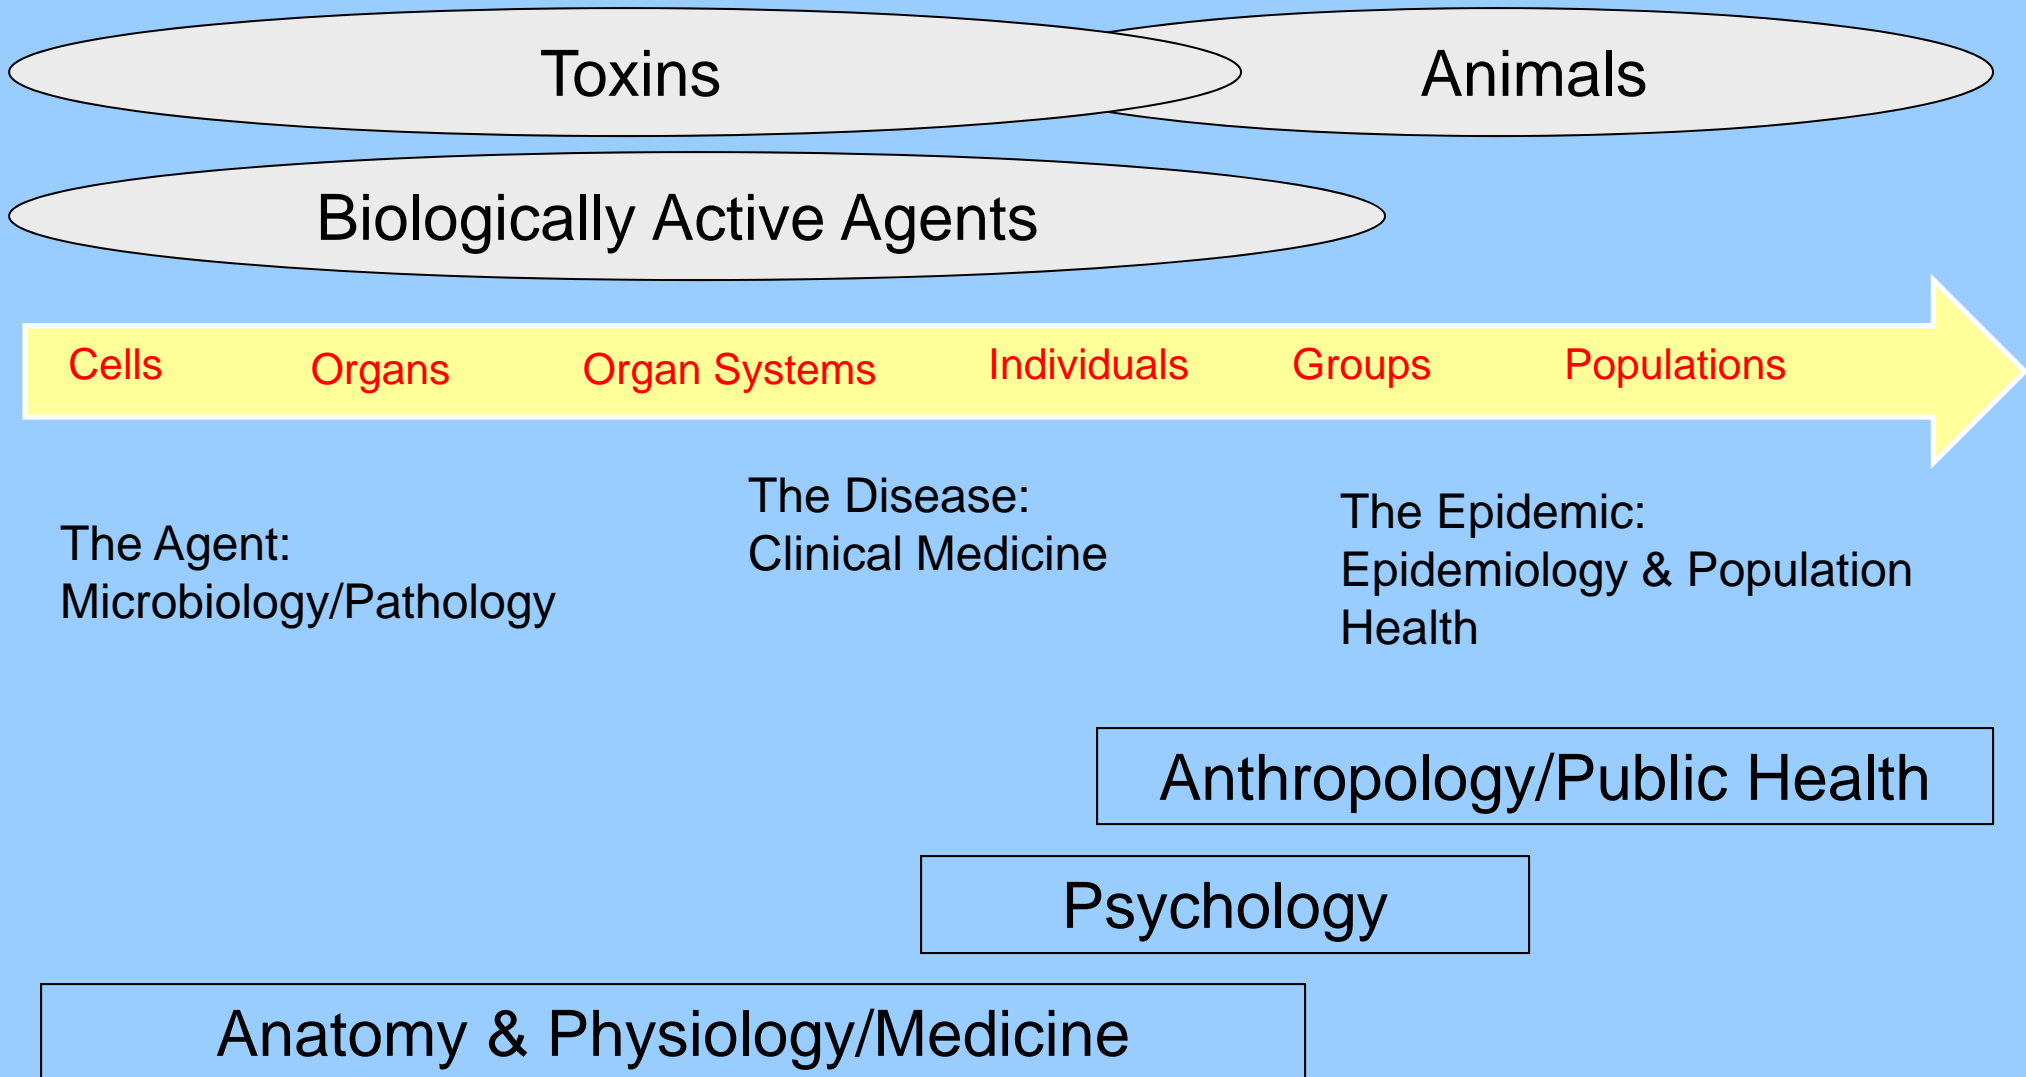 Toxins
Animals
Biologically Active Agents
Cells
Organs
Organ Systems
Individuals
Groups
Populations
The Agent:
Microbiology/Pathology
The Disease:
Clinical Medicine
The Epidemic:
Epidemiology & Population
Health
Anthropology/Public Health
Psychology
Anatomy & Physiology/Medicine